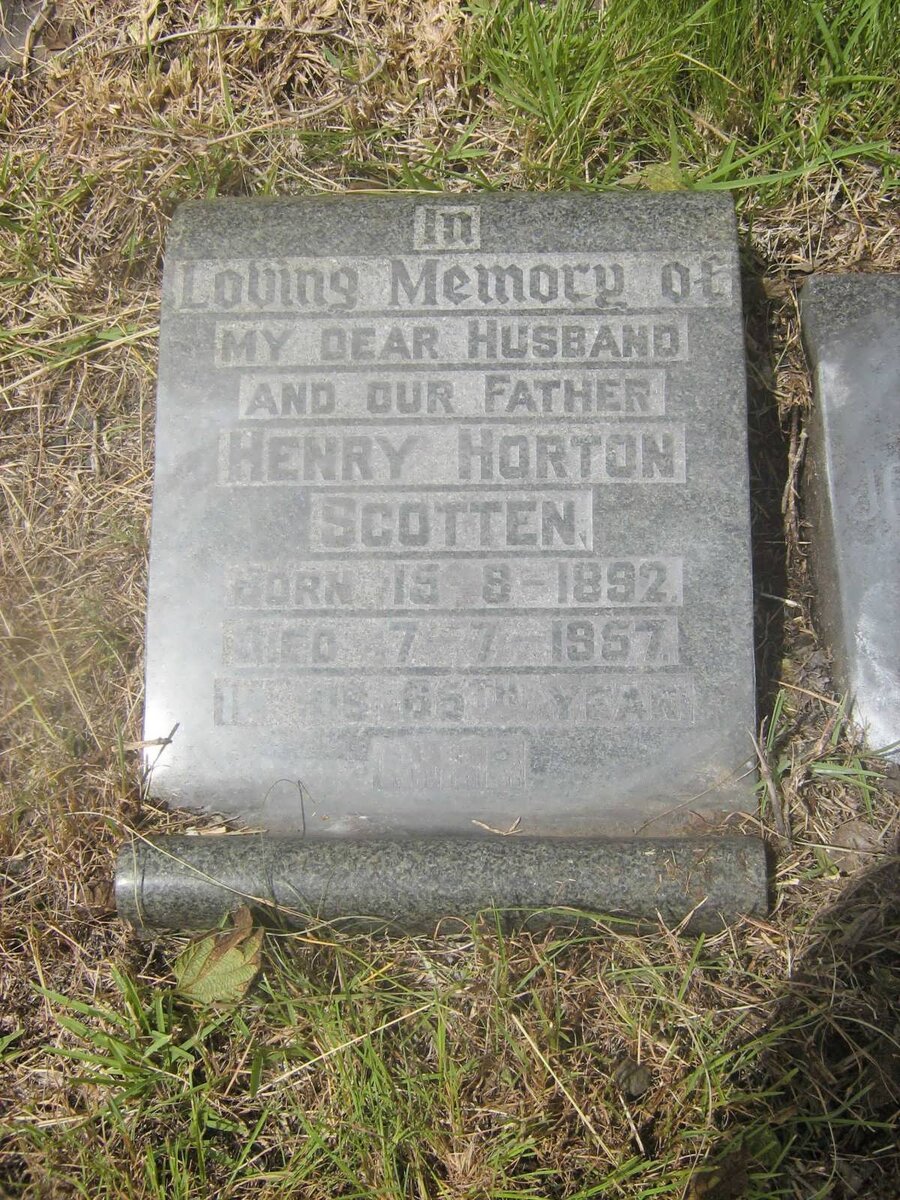 In
Loving Memory of
MY DEAR HUSBAND
AND OUR FATHER
HENRY HORTON
SCOTTEN.
BORN 15-8-1892.
DIED 7-7-1957.
IN HIS 65TH YEAR